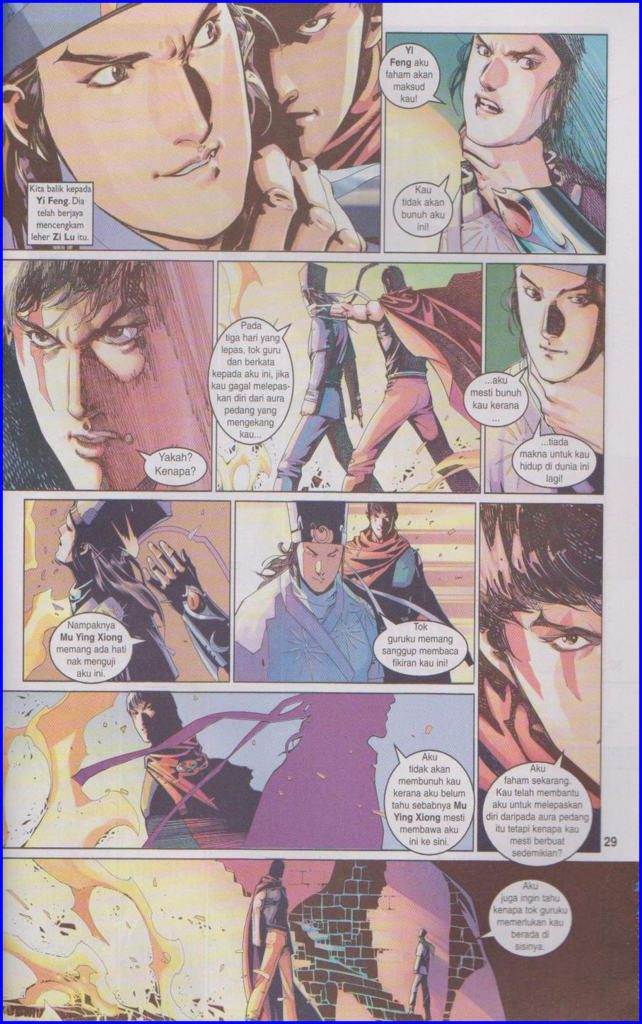 Kita balik kepada
Yi Feng. Dia
telah berjaya
mencengkam
leher Zi Lu itu.
Yi
Feng aku
faham akan
maksud
kau!
Kau
tidak akan
bunuh aku
ini!
Yakah?
Kenapa?
Pada
tiga hari yang
lepas, tok guru
dan berkata
kepada aku ini, jika
kau gagal melepas-
kan diri dari aura
pedang yang
mengekang
kau...
...aku
mesti bunuh
kau kerana
...
...tiada
makna untuk kau
hidup di dunia ini
lagi!
Nampaknya
Mu Ying Xiong
memang ada hati
nak menguji
aku ini.
Tok
guruku memang
sanggup membaca
fikiran kau ini!
Aku
faham sekarang.
Kau telah membantu
aku untuk melepaskan
diri daripada aura pedang
itu tetapi kenapa kau
mesti berbuat
sedemikian?
Aku
tidak akan
membunuh kau
kerana aku belum
tahu sebabnya Mu
Ying Xiong mesti
membawa aku
ini ke sini.
29
Aku
juga ingin tahu
kenapa tok guruku
memerlukan kau
berada di
sisinya.